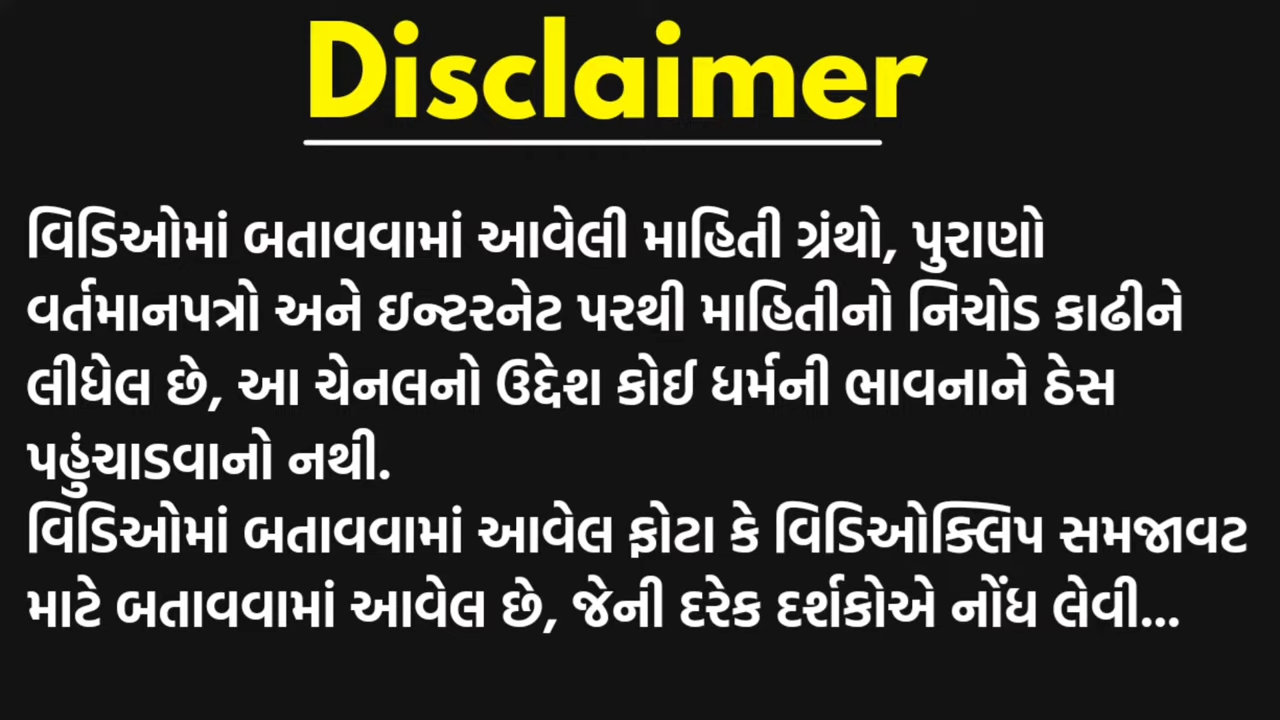 Disclaimer
વિડિઓમાં બતાવવામાં આવેલી માહિતી ગ્રંથો, પુરાણો
વર્તમાનપત્રો અને ઇન્ટરનેટ પરથી માહિતીનો નિચોડ કાઢીને
લીધેલ છે, આ ચેનલનો ઉદ્દેશ કોઈ ધર્મની ભાવનાને ઠેસ
પહુંચાડવાનો નથી.
વિડિઓમાં બતાવવામાં આવેલ ફોટા કે વિડિઓક્લિપ સમજાવટ
માટે બતાવવામાં આવેલ છે, જેની દરેક દર્શકોએ નોંધ લેવી...